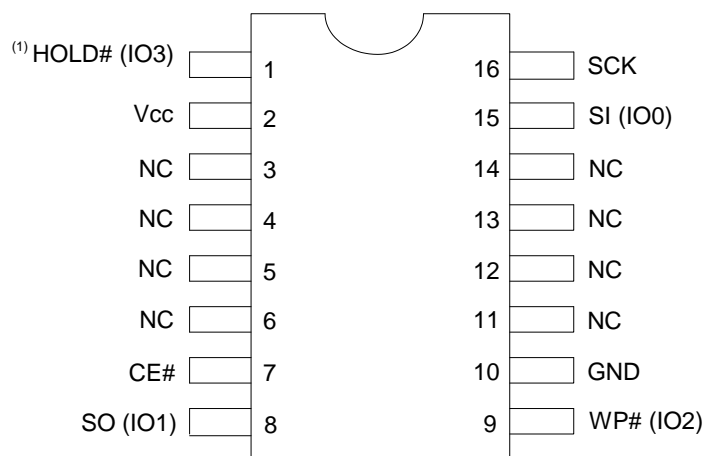 (1) HOLD# (IO3) 1 16 SCK
Vcc 2 15 SI (IO0)
NC 3 14 NC
NC 4 13 NC
NC 5 12 NC
NC 6 11 NC
CE# 7 10 GND
SO (IO1) 8 9 WP# (IO2)